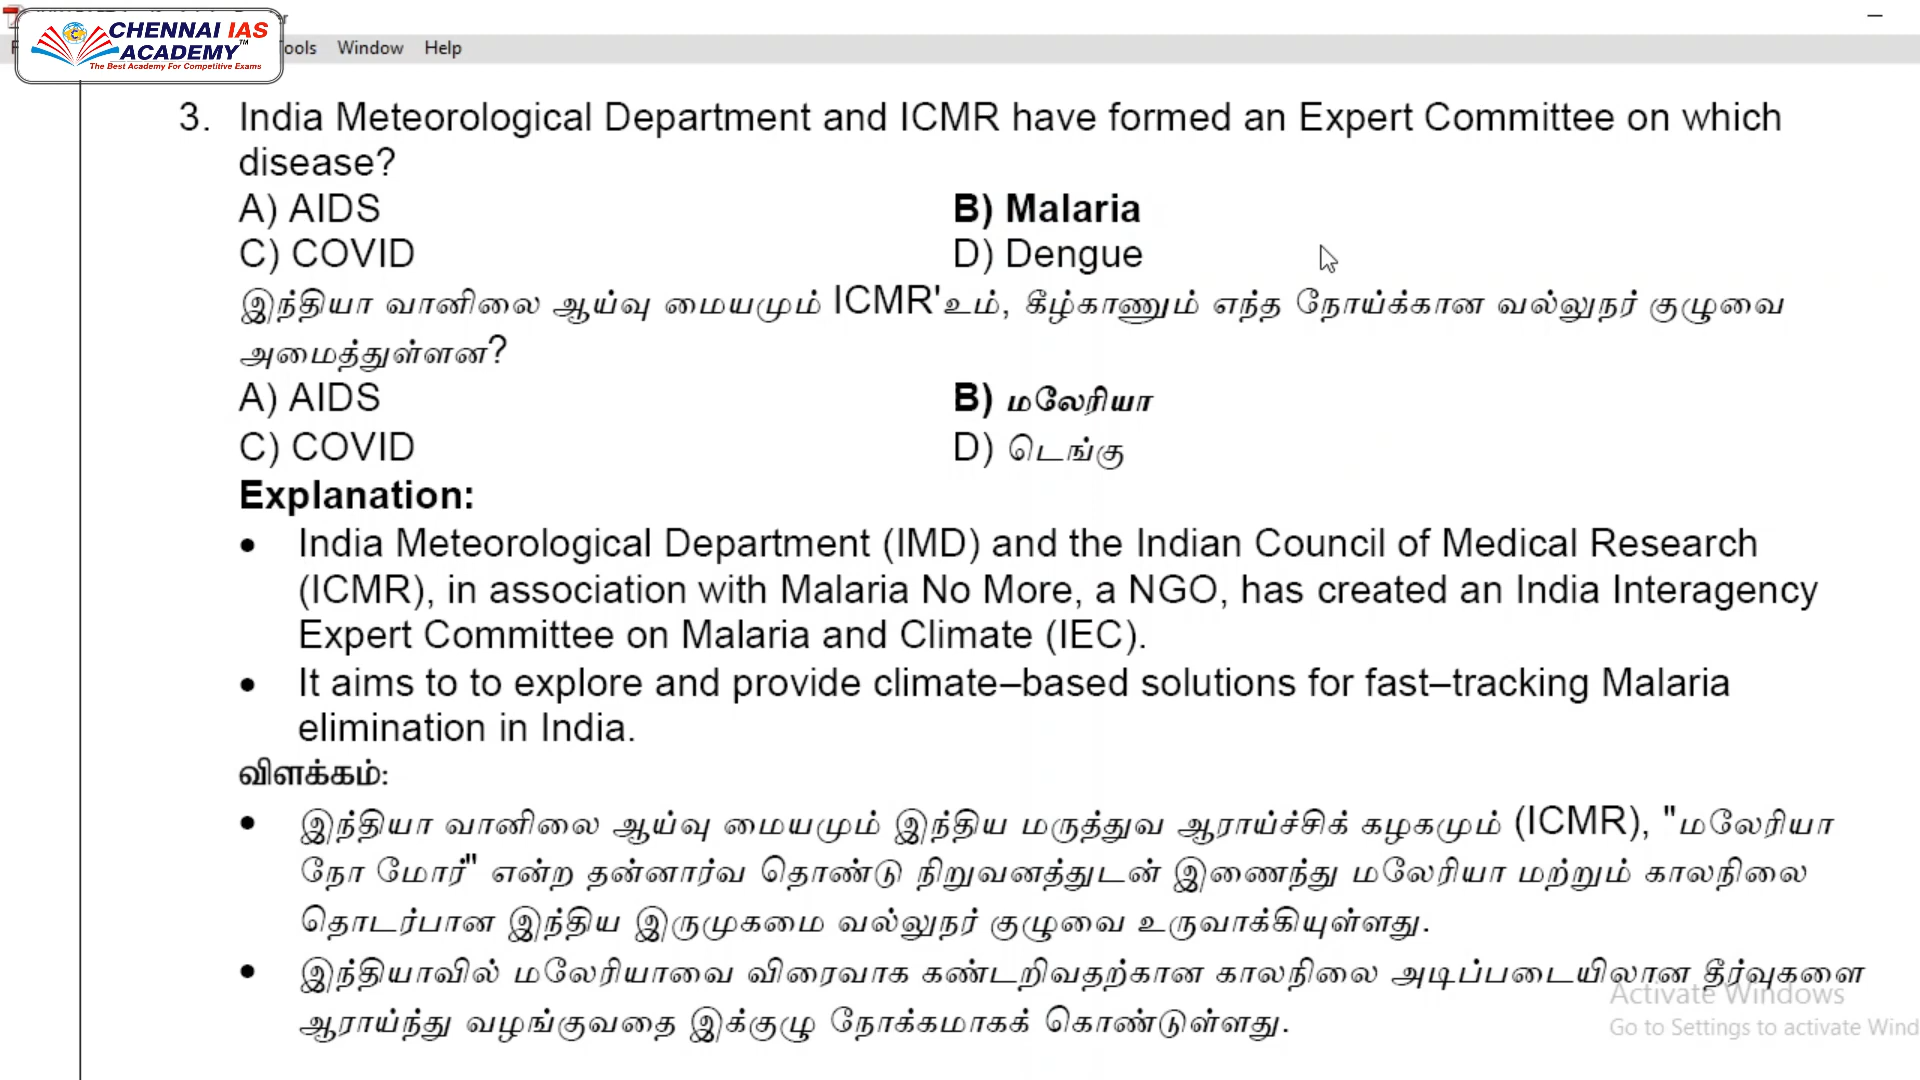 CHENNAI IAS
ACADEMY™
The Best Academy For Competitive Exams
Window Help
3. India Meteorological Department and ICMR have formed an Expert Committee on which
disease?
A) AIDS B) Malaria
C) COVID D) Dengue
இந்தியா வானிலை ஆய்வு மையமும் ICMR'உம், கீழ்காணும் எந்த நோய்க்கான வல்லுநர் குழுவை
அமைத்துள்ளன?
A) AIDS B) மலேரியா
C) COVID D) டெங்கு
Explanation:
• India Meteorological Department (IMD) and the Indian Council of Medical Research
(ICMR), in association with Malaria No More, a NGO, has created an India Interagency
Expert Committee on Malaria and Climate (IEC).
• It aims to to explore and provide climate–based solutions for fast–tracking Malaria
elimination in India.
விளக்கம்:
• இந்தியா வானிலை ஆய்வு மையமும் இந்திய மருத்துவ ஆராய்ச்சிக் கழகமும் (ICMR), "மலேரியா
நோ மோர்" என்ற தன்னார்வ தொண்டு நிறுவனத்துடன் இணைந்து மலேரியா மற்றும் காலநிலை
தொடர்பான இந்திய இருமுகமை வல்லுநர் குழுவை உருவாக்கியுள்ளது.
• இந்தியாவில் மலேரியாவை விரைவாக கண்டறிவதற்கான காலநிலை அடிப்படையிலான தீர்வுகளை
ஆராய்ந்து வழங்குவதை இக்குழு நோக்கமாகக் கொண்டுள்ளது.
Activate Windows
Go to Settings to activate Wind